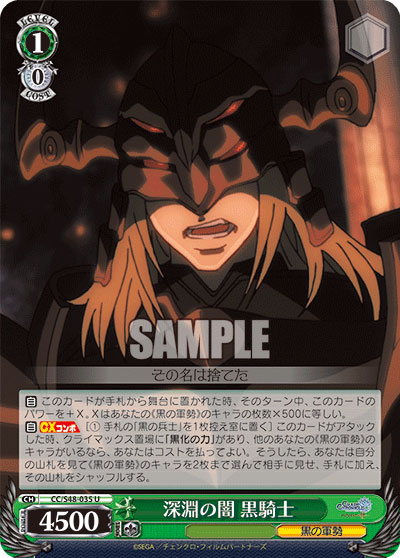 LEVEL
1
0
COST
SAMPLE
その名は捨てた
このカードが手札から舞台に置かれた時、そのターン中、このカードの
パワーを＋X。Xはあなたの《黒の軍勢》のキャラの枚数×500に等しい。
CXコンボ ［① 手札の「黒の兵士」を1枚控え室に置く］ このカードがアタック
した時、クライマックス置場に「黒化の力」があり、他のあなたの《黒の軍勢》
のキャラがいるなら、あなたはコストを払ってよい。そうしたら、あなたは自分
の山札を見て《黒の軍勢》のキャラを2枚まで選んで相手に見せ、手札に加え、
その山札をシャッフルする。
CH
CC/S48-035 U
POWER
4500
深淵の闇 黒騎士
CHAIN CHRONICLE
黒の軍勢
©SEGA／チェンクロ・フィルムパートナーズ